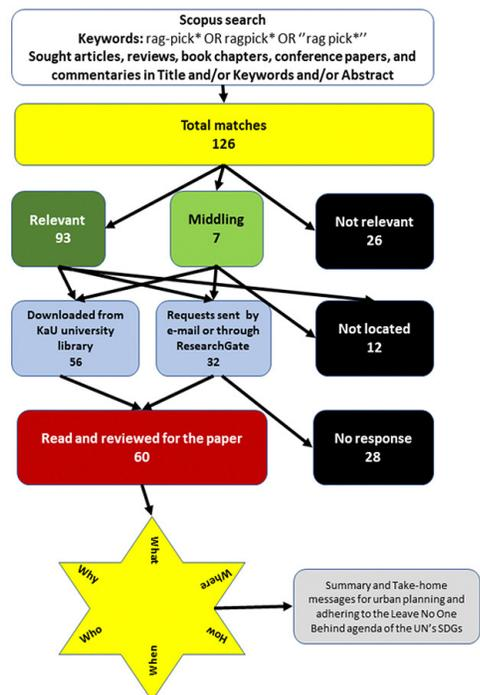 Scopus search
Keywords: rag-pick* OR ragpick* OR ‘‘rag pick*’’
Sought articles, reviews, book chapters, conference papers, and
commentaries in Title and/or Keywords and/or Abstract
Total matches
126
Relevant
93
Middling
7
Not relevant
26
Downloaded from
KaU university
library
56
Requests sent by
e-mail or through
ResearchGate
32
Not located
12
Read and reviewed for the paper
60
No response
28
What
Where
How
When
Who
Why
Summary and Take-home
messages for urban planning and
adhering to the Leave No One
Behind agenda of the UN's SDGs